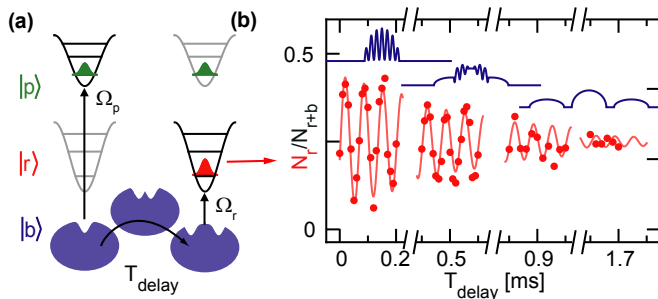 (a)
|p⟩
Ω_p
|r⟩
Ω_r
|b⟩
T_delay
(b)
N_r/N_r+b
0.5
0
0 0.2 0.5 0.9 1.7
T_delay [ms]